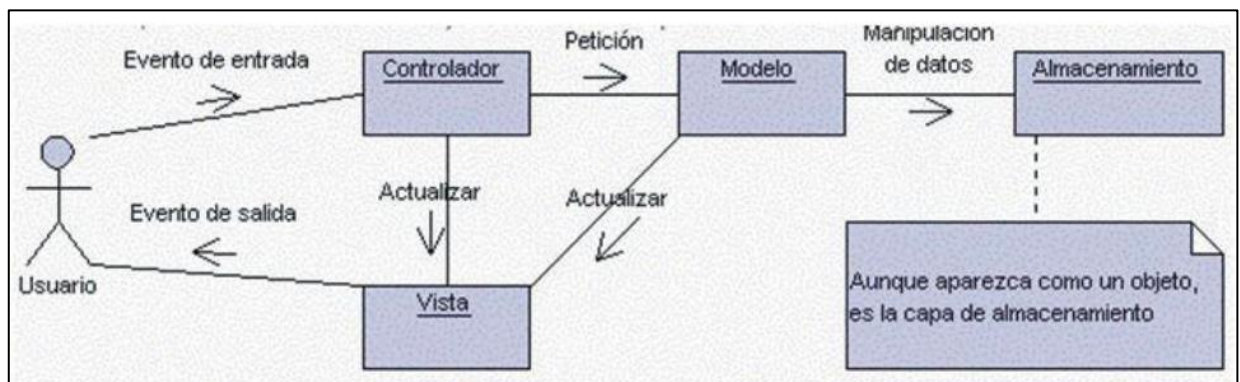 Evento de entrada
Controlador
Petición
Modelo
Manipulacion
de datos
Almacenamiento
Actualizar
Actualizar
Evento de salida
Usuario
Vista
Aunque aparezca como un objeto,
es la capa de almacenamiento